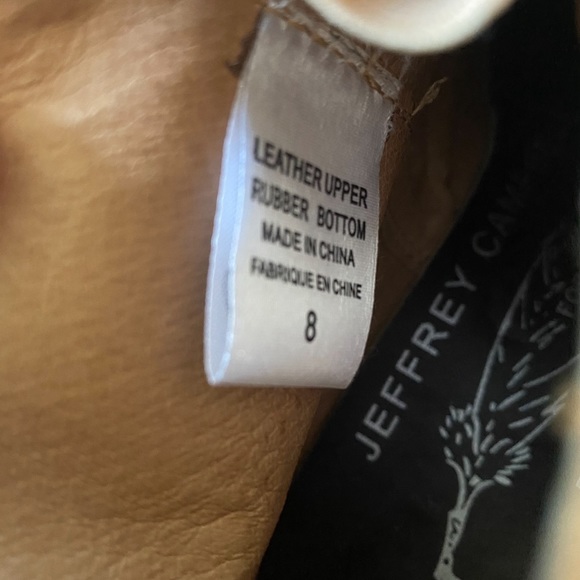 LEATHER UPPER
RUBBER BOTTOM
MADE IN CHINA
FABRIQUE EN CHINE
8
JEFFREY